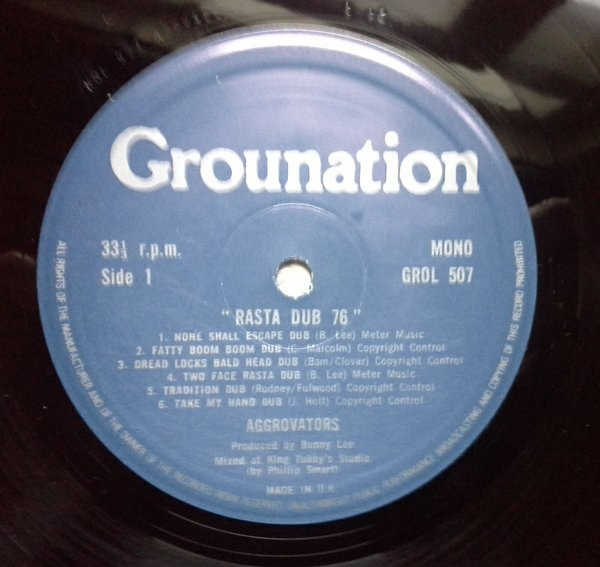 Grounation
33⅓ r.p.m.
Side 1
MONO
GROL 507
"RASTA DUB 76"
1. NONE SHALL ESCAPE DUB (B. Lee) Meter Music
2. FATTY BOOM BOOM DUB (C. Malcolm) Copyright Control
3. DREAD LOCKS BALD HEAD DUB (Bam/Clover) Copyright Control
4. TWO FACE RASTA DUB (B. Lee) Meter Music
5. TRADITION DUB (Rodney/Fulwood) Copyright Control
6. TAKE MY HAND DUB (J. Holt) Copyright Control
AGGROVATORS
Produced by Bunny Lee
Mixed at King Tubby's Studio
(by Phillip Smart)
MADE IN U.K.
ALL RIGHTS OF THE MANUFACTURER AND OF THE OWNER OF THE RECORDED WORK RESERVED PUBLIC PERFORMANCE BROADCASTING AND COPYING OF THIS RECORD PROHIBITED